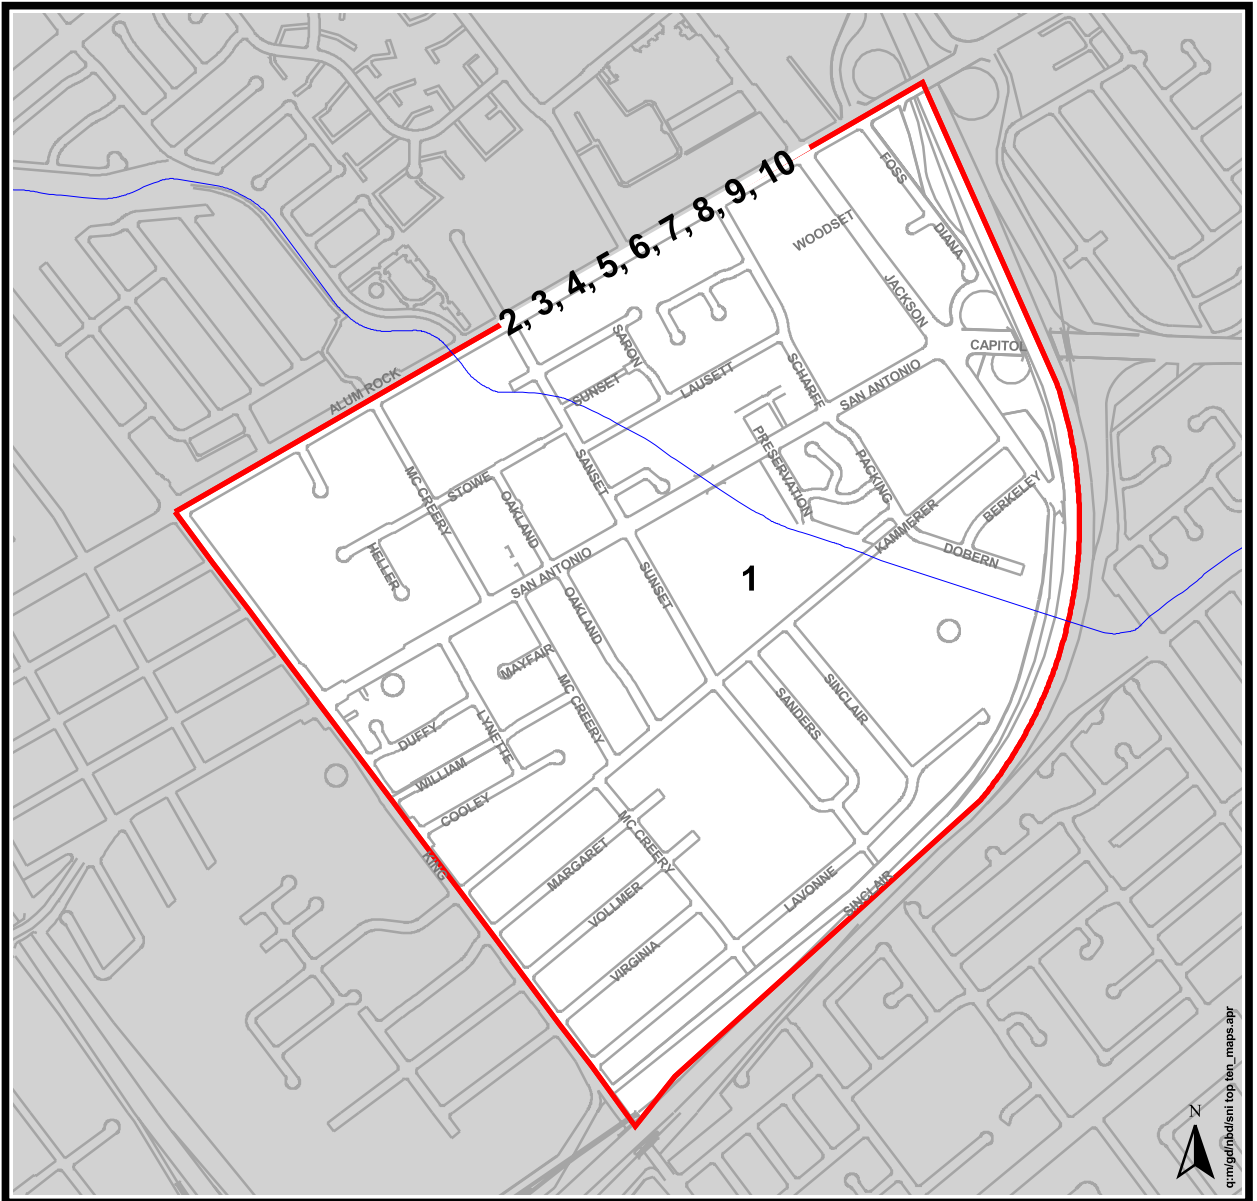 FOSS
2, 3, 4, 5, 6, 7, 8, 9, 10
WOODSET
DIANA
JACKSON
CAPITOL
SARON
SUNSET
LAUSETT
SCHARFF
SAN ANTONIO
ALUM ROCK
MC CREERY
STOWE
OAKLAND
SANSET
PRESERVATION
PACKING
BERKELEY
KAMMERER
DOBERN
HELLER
SAN ANTONIO
SUNSET
1
OAKLAND
MAYFAIR
MC CREERY
LYNETTE
DUFFY
WILLIAM
COOLEY
SANDERS
SINCLAIR
KING
MARGARET
MC CREERY
VOLLMER
VIRGINIA
LAVONNE
SINCLAIR
N
q:m/gd/nbd/sni top ten_maps.apr